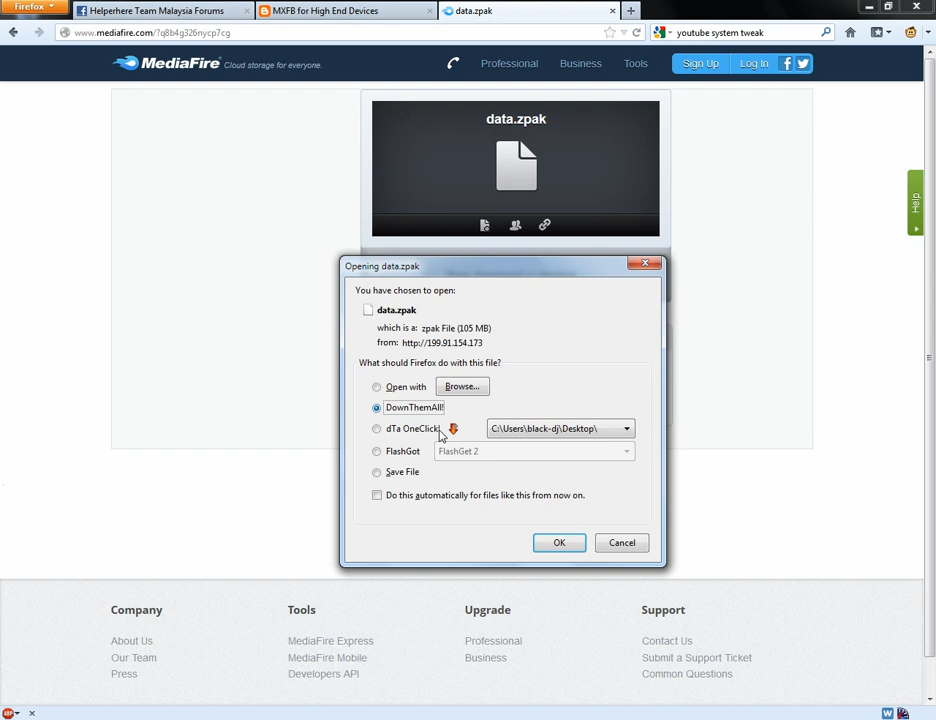 Firefox
Helperhere Team Malaysia Forums
MXFB for High End Devices
data.zpak
www.mediafire.com/?q8b4g326nycp7cg
youtube system tweak
MediaFire Cloud storage for everyone.
Professional
Business
Tools
Sign Up
Log In
data.zpak
Help
Opening data.zpak
You have chosen to open:
data.zpak
which is a: zpak File (105 MB)
from: http://199.91.154.173
What should Firefox do with this file?
Open with
Browse...
DownThemAll!
dTa OneClick!
C:\Users\black-dj\Desktop\
FlashGot
FlashGet 2
Save File
Do this automatically for files like this from now on.
OK
Cancel
Company
Tools
Upgrade
Support
About Us
MediaFire Express
Professional
Contact Us
Our Team
MediaFire Mobile
Business
Submit a Support Ticket
Press
Developers API
Common Questions
ABP
W